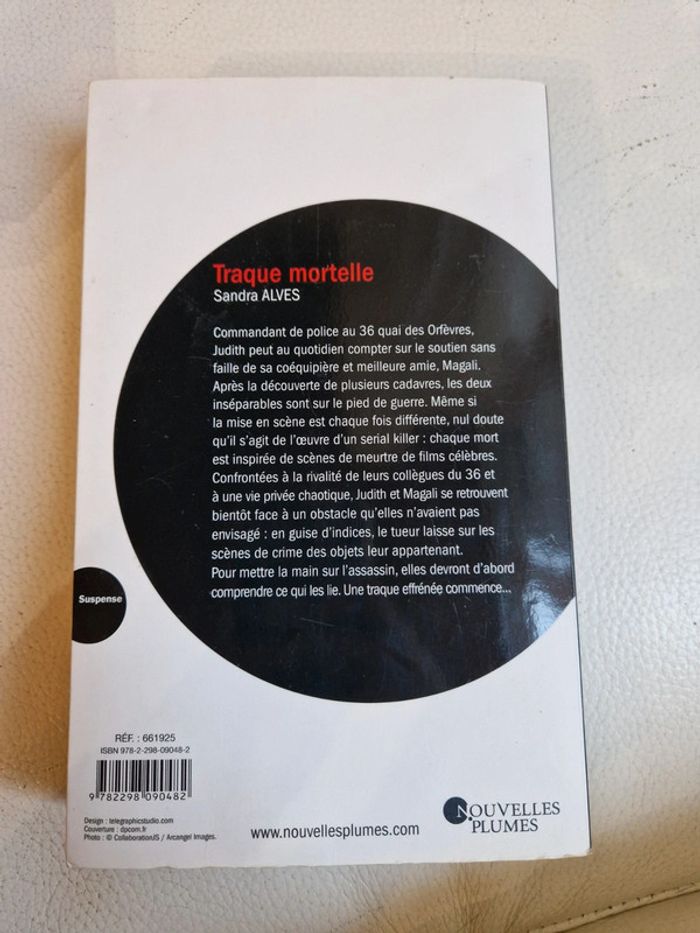 Traque mortelle
Sandra ALVES
Commandant de police au 36 quai des Orfèvres,
Judith peut au quotidien compter sur le soutien sans
faille de sa coéquipière et meilleure amie, Magali.
Après la découverte de plusieurs cadavres, les deux
inséparables sont sur le pied de guerre. Même si
la mise en scène est chaque fois différente, nul doute
qu'il s'agit de l'œuvre d'un serial killer : chaque mort
est inspirée de scènes de meurtre de films célèbres.
Confrontées à la rivalité de leurs collègues du 36 et
à une vie privée chaotique, Judith et Magali se retrouvent
bientôt face à un obstacle qu'elles n'avaient pas
envisagé : en guise d'indices, le tueur laisse sur les
scènes de crime des objets leur appartenant.
Pour mettre la main sur l'assassin, elles devront d'abord
comprendre ce qui les lie. Une traque effrénée commence...
Suspense
RÉF. : 661925
ISBN 978-2-298-09048-2
9 782298 090482
Design : telegraphicstudio.com
Couverture : dpcom.fr
Photo : © CollaborationJS / Arcangel Images.
www.nouvellesplumes.com
NOUVELLES
PLUMES